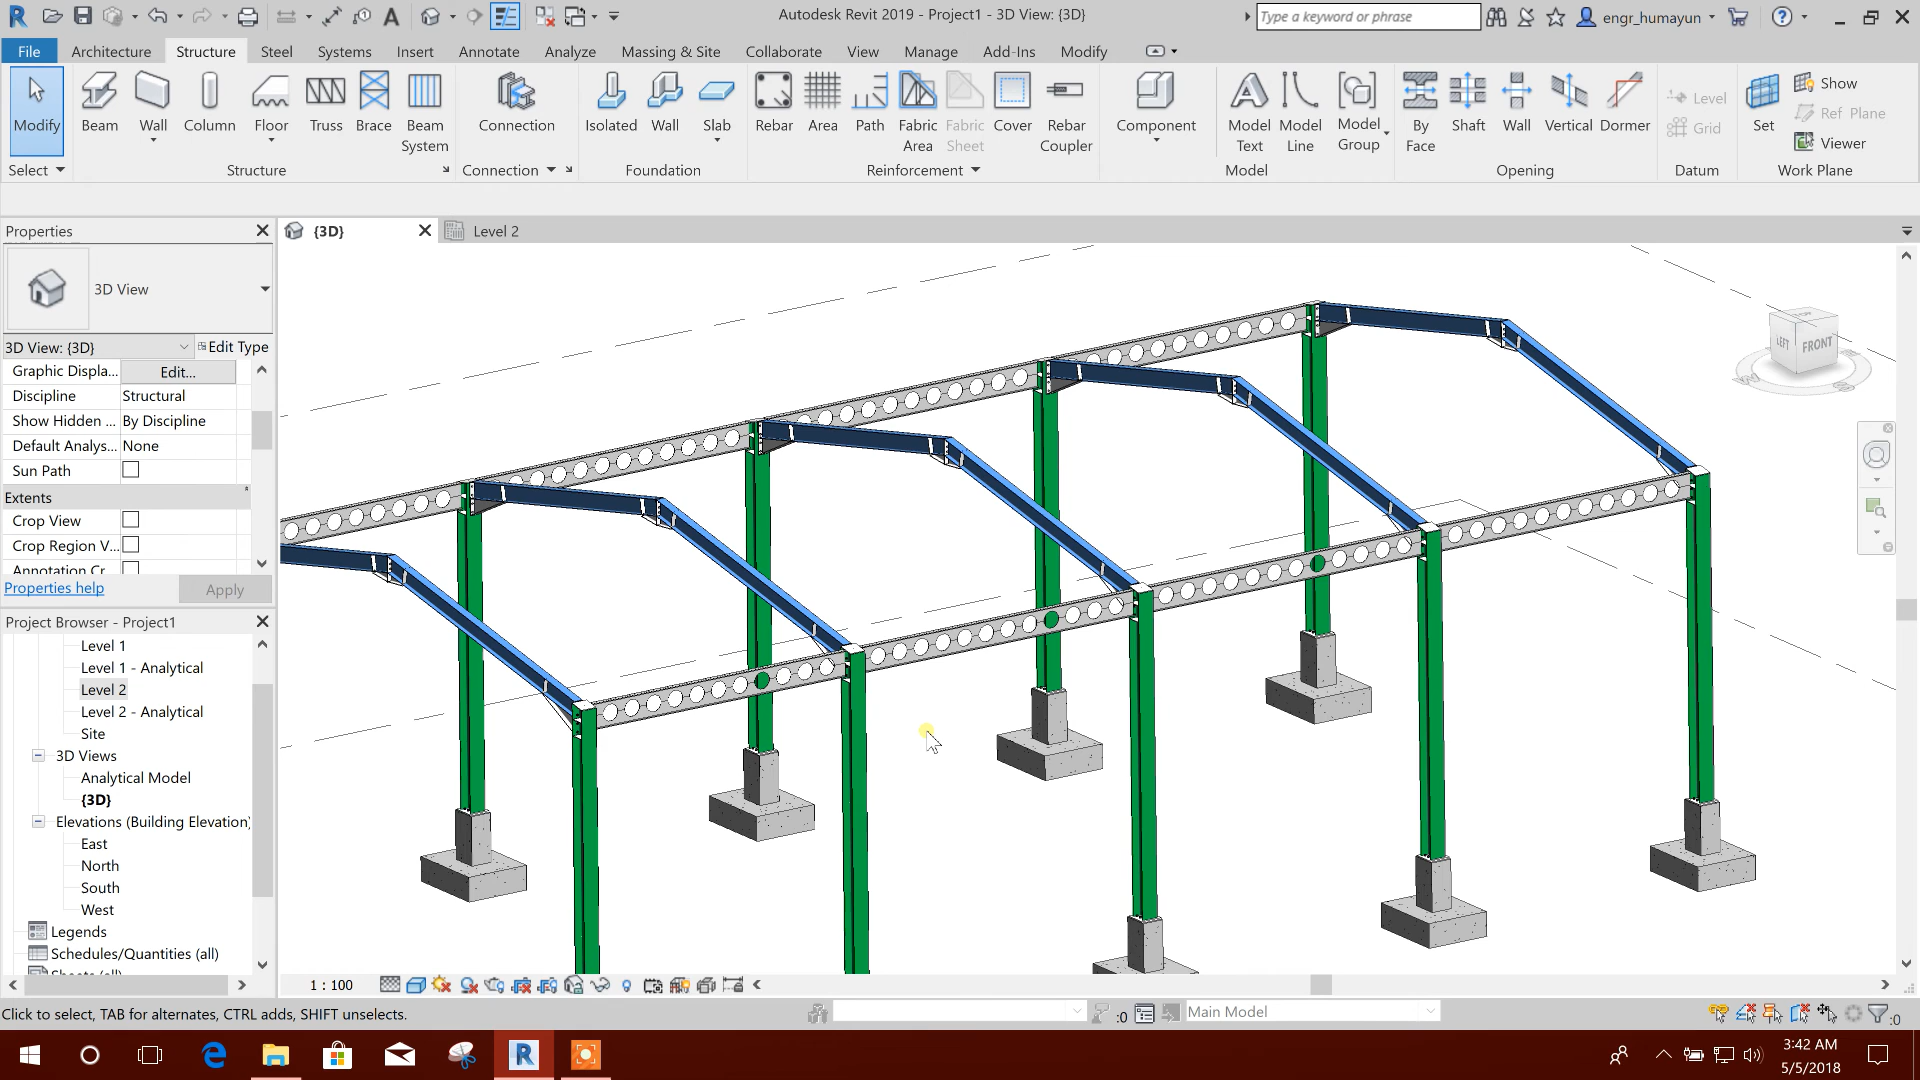 Autodesk Revit 2019 - Project1 - 3D View: {3D}
Type a keyword or phrase
engr_humayun
File Architecture Structure Steel Systems Insert Annotate Analyze Massing & Site Collaborate View Manage Add-Ins Modify
Modify Beam Wall Column Floor Truss Brace Beam System Connection Isolated Wall Slab Rebar Area Path Fabric Area Fabric Sheet Cover Rebar Coupler Component Model Text Model Line Model Group By Face Shaft Wall Vertical Dormer Level Grid Set Show Ref Plane Viewer
Select Structure Connection Foundation Reinforcement Model Opening Datum Work Plane
Properties
{3D}
Level 2
3D View
3D View: {3D} Edit Type
Graphic Displa... Edit...
Discipline Structural
Show Hidden ... By Discipline
Default Analys... None
Sun Path
Extents
Crop View
Crop Region V...
Annotation Cr
Properties help Apply
Project Browser - Project1
Level 1
Level 1 - Analytical
Level 2
Level 2 - Analytical
Site
3D Views
Analytical Model
{3D}
Elevations (Building Elevation)
East
North
South
West
Legends
Schedules/Quantities (all)
Sheets (all)
TOP
LEFT
FRONT
W
S
1 : 100
Click to select, TAB for alternates, CTRL adds, SHIFT unselects.
:0
Main Model
:0
3:42 AM
5/5/2018